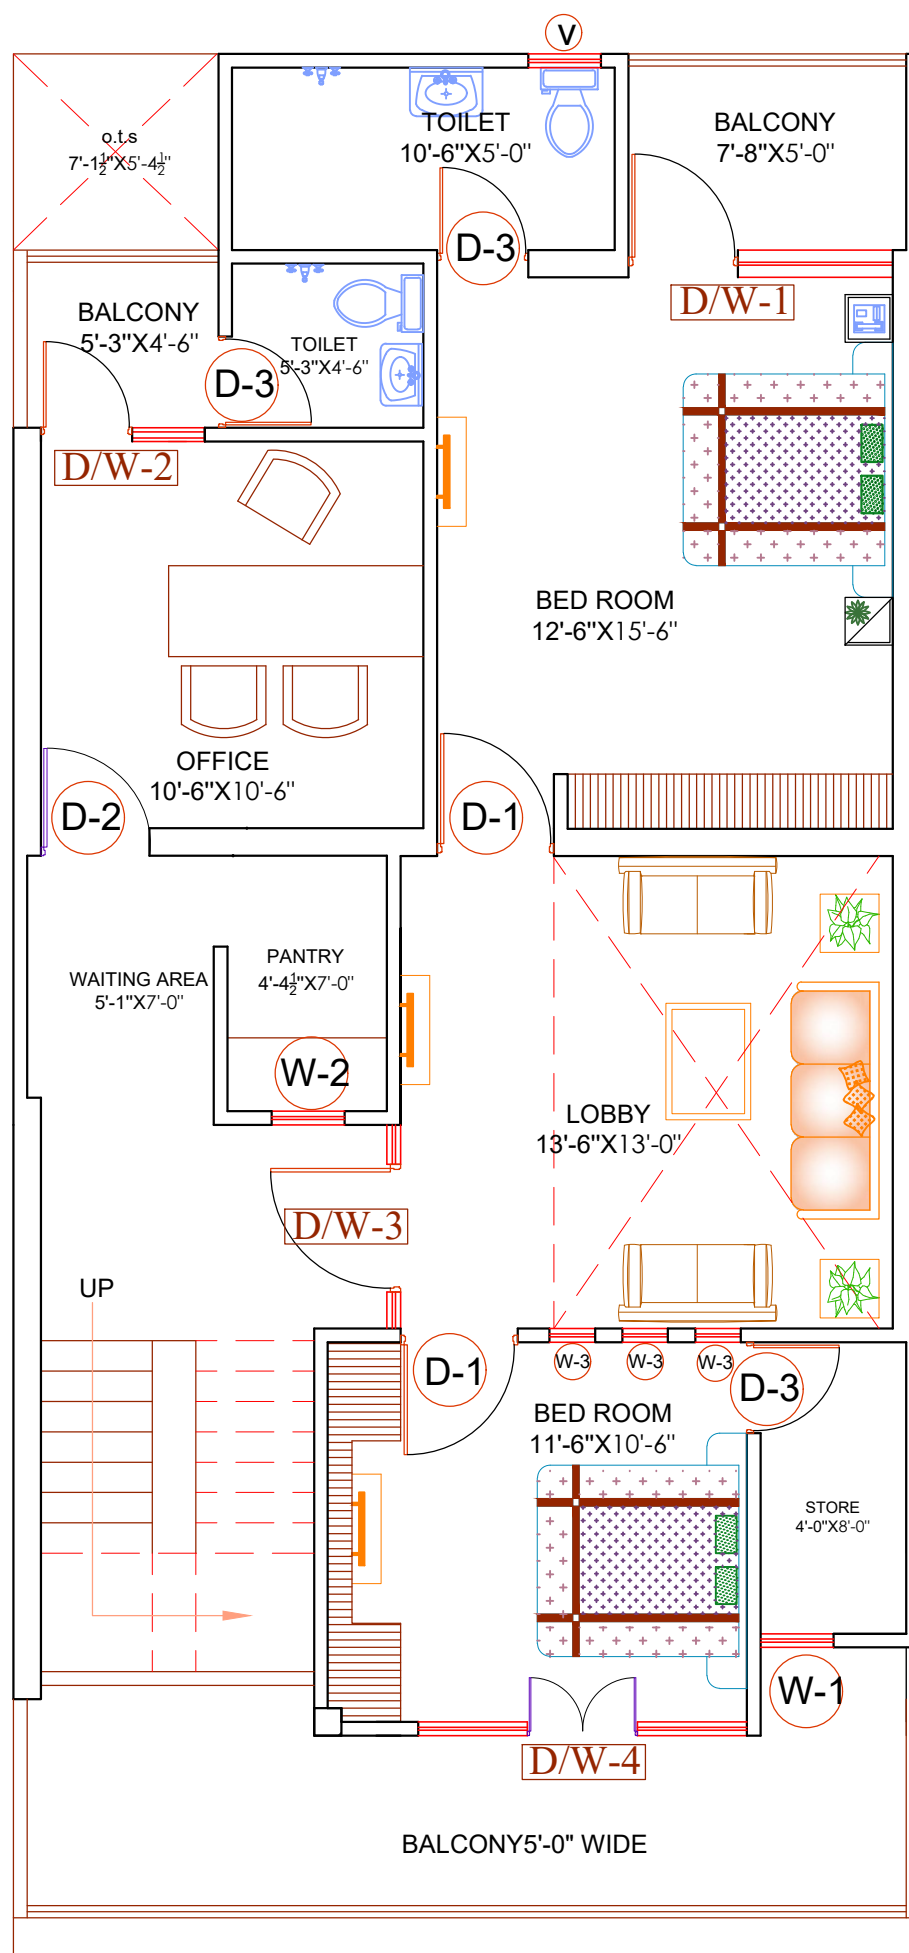 V
o.t.s
7'-1½"X5'-4½"
TOILET
10'-6"X5'-0"
BALCONY
7'-8"X5'-0"
D-3
D/W-1
BALCONY
5'-3"X4'-6"
TOILET
5'-3"X4'-6"
D-3
D/W-2
BED ROOM
12'-6"X15'-6"
OFFICE
10'-6"X10'-6"
D-2
D-1
WAITING AREA
5'-1"X7'-0"
PANTRY
4'-4½"X7'-0"
W-2
LOBBY
13'-6"X13'-0"
D/W-3
UP
D-1
W-3
W-3
W-3
D-3
BED ROOM
11'-6"X10'-6"
STORE
4'-0"X8'-0"
W-1
D/W-4
BALCONY5'-0" WIDE